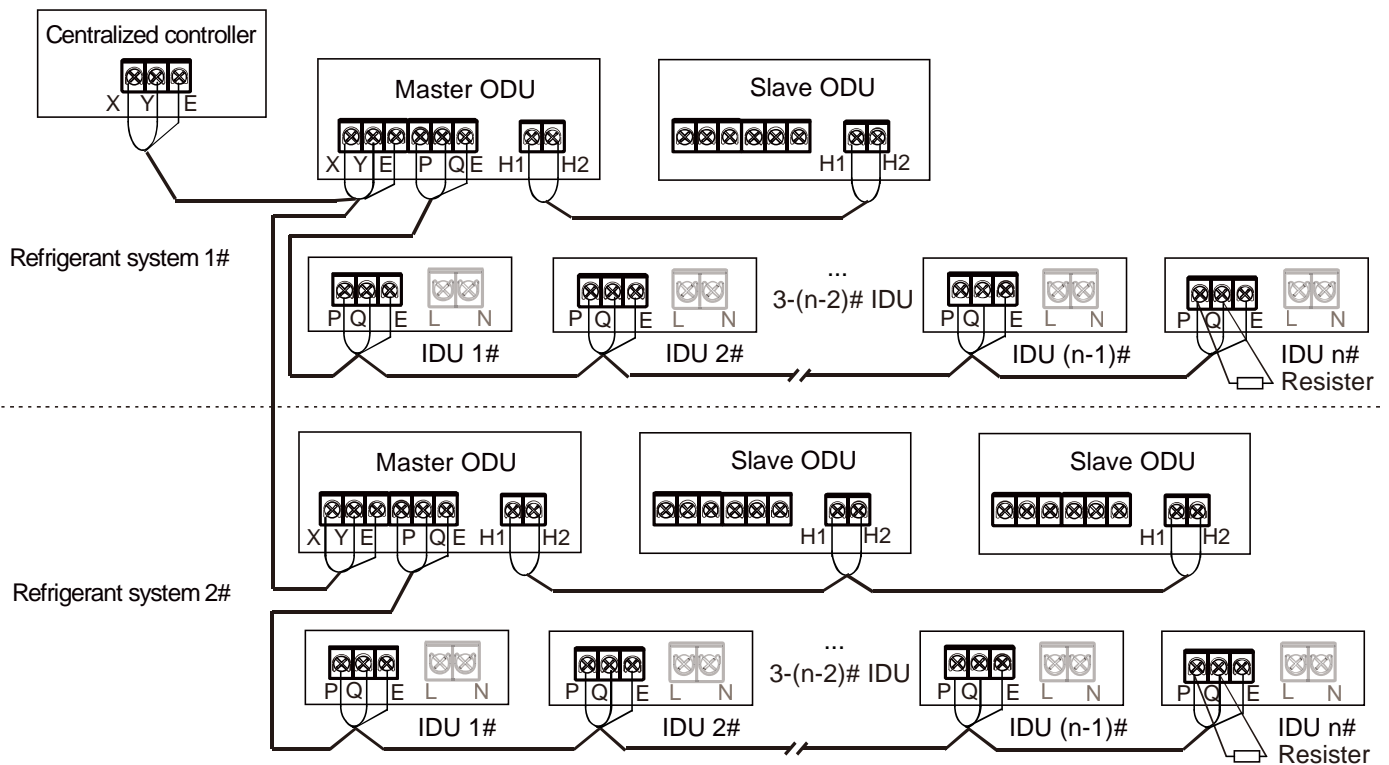 Centralized controller
X Y E
Master ODU
X Y E P Q E H1 H2
Slave ODU
H1 H2
Refrigerant system 1#
P Q E L N
IDU 1#
P Q E L N
IDU 2#
...
3-(n-2)# IDU
P Q E L N
IDU (n-1)#
P Q E L N
IDU n#
Resister
Master ODU
X Y E P Q E H1 H2
Slave ODU
H1 H2
Slave ODU
H1 H2
Refrigerant system 2#
P Q E L N
IDU 1#
P Q E L N
IDU 2#
...
3-(n-2)# IDU
P Q E L N
IDU (n-1)#
P Q E L N
IDU n#
Resister